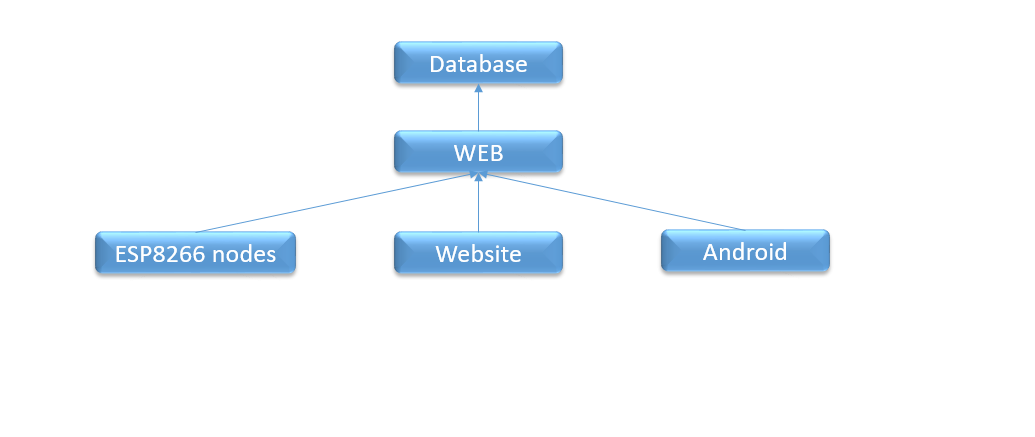 Database
WEB
ESP8266 nodes
Website
Android